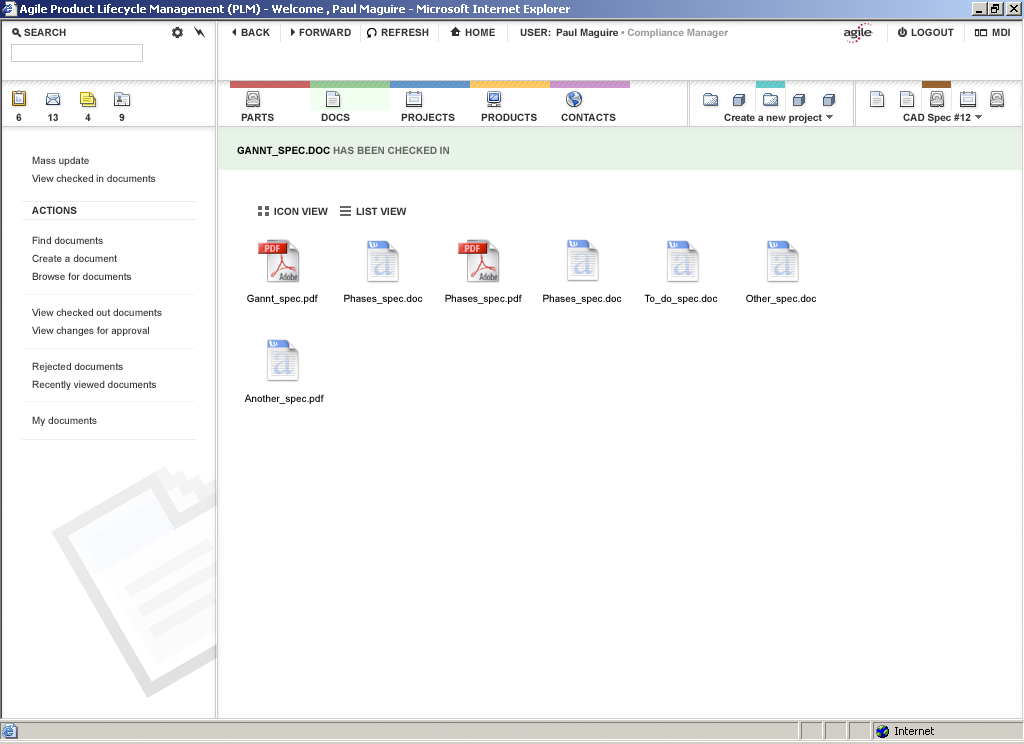 Agile Product Lifecycle Management (PLM) - Welcome , Paul Maguire - Microsoft Internet Explorer
SEARCH
BACK FORWARD REFRESH HOME USER: Paul Maguire • Compliance Manager agile LOGOUT MDI
6 13 4 9
PARTS DOCS PROJECTS PRODUCTS CONTACTS Create a new project CAD Spec #12
GANNT_SPEC.DOC HAS BEEN CHECKED IN
Mass update
View checked in documents
ACTIONS
Find documents
Create a document
Browse for documents
View checked out documents
View changes for approval
Rejected documents
Recently viewed documents
My documents
ICON VIEW LIST VIEW
PDF Adobe PDF Adobe
Gannt_spec.pdf Phases_spec.doc Phases_spec.pdf Phases_spec.doc To_do_spec.doc Other_spec.doc
Another_spec.pdf
Internet